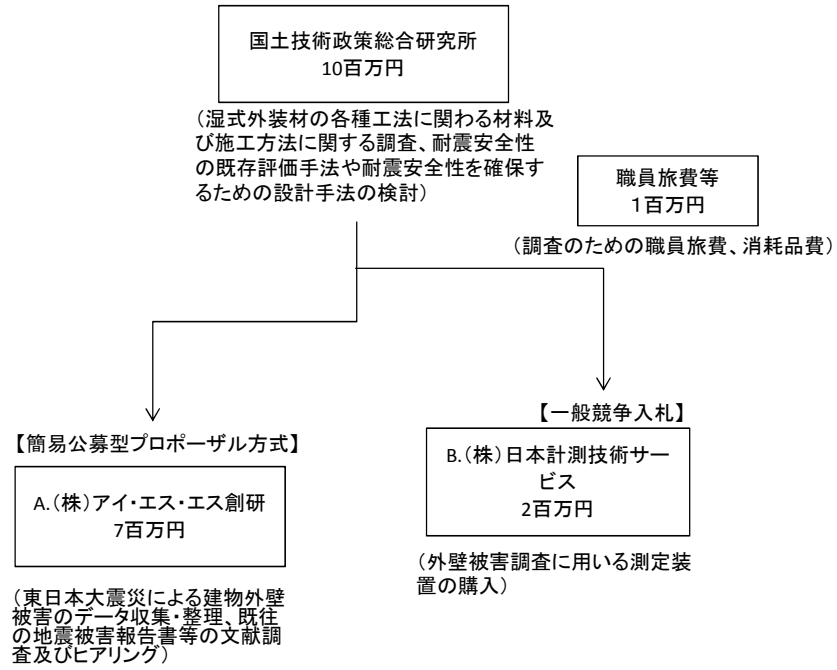 国土技術政策総合研究所
10百万円
（湿式外装材の各種工法に関わる材料及
び施工方法に関する調査、耐震安全性
の既存評価手法や耐震安全性を確保す
るための設計手法の検討）
職員旅費等
１百万円
（調査のための職員旅費、消耗品費）
【簡易公募型プロポーザル方式】
A.（株）アイ・エス・エス創研
7百万円
（東日本大震災による建物外壁
被害のデータ収集・整理、既往
の地震被害報告書等の文献調
査及びヒアリング）
【一般競争入札】
B.（株）日本計測技術サー
ビス
2百万円
（外壁被害調査に用いる測定装
置の購入）